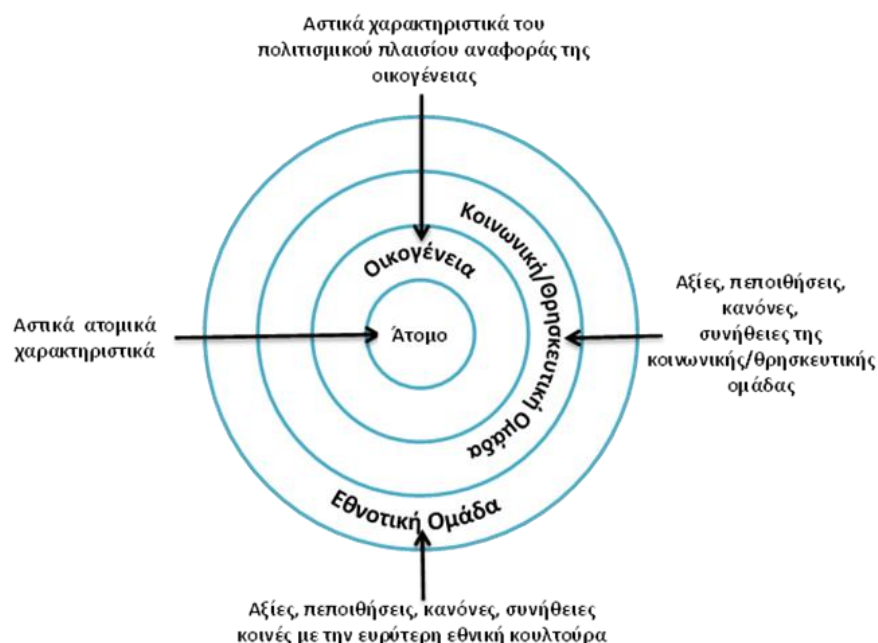 Αστικά χαρακτηριστικά του
πολιτισμικού πλαισίου αναφοράς της
οικογένειας
Κοινωνική/Θρησκευτική Ομάδα
Οικογένεια
Άτομο
Αστικά ατομικά
χαρακτηριστικά
Αξίες, πεποιθήσεις,
κανόνες,
συνήθειες της
κοινωνικής/θρησκευτικής
ομάδας
Εθνοτική Ομάδα
Αξίες, πεποιθήσεις, κανόνες, συνήθειες
κοινές με την ευρύτερη εθνική κουλτούρα